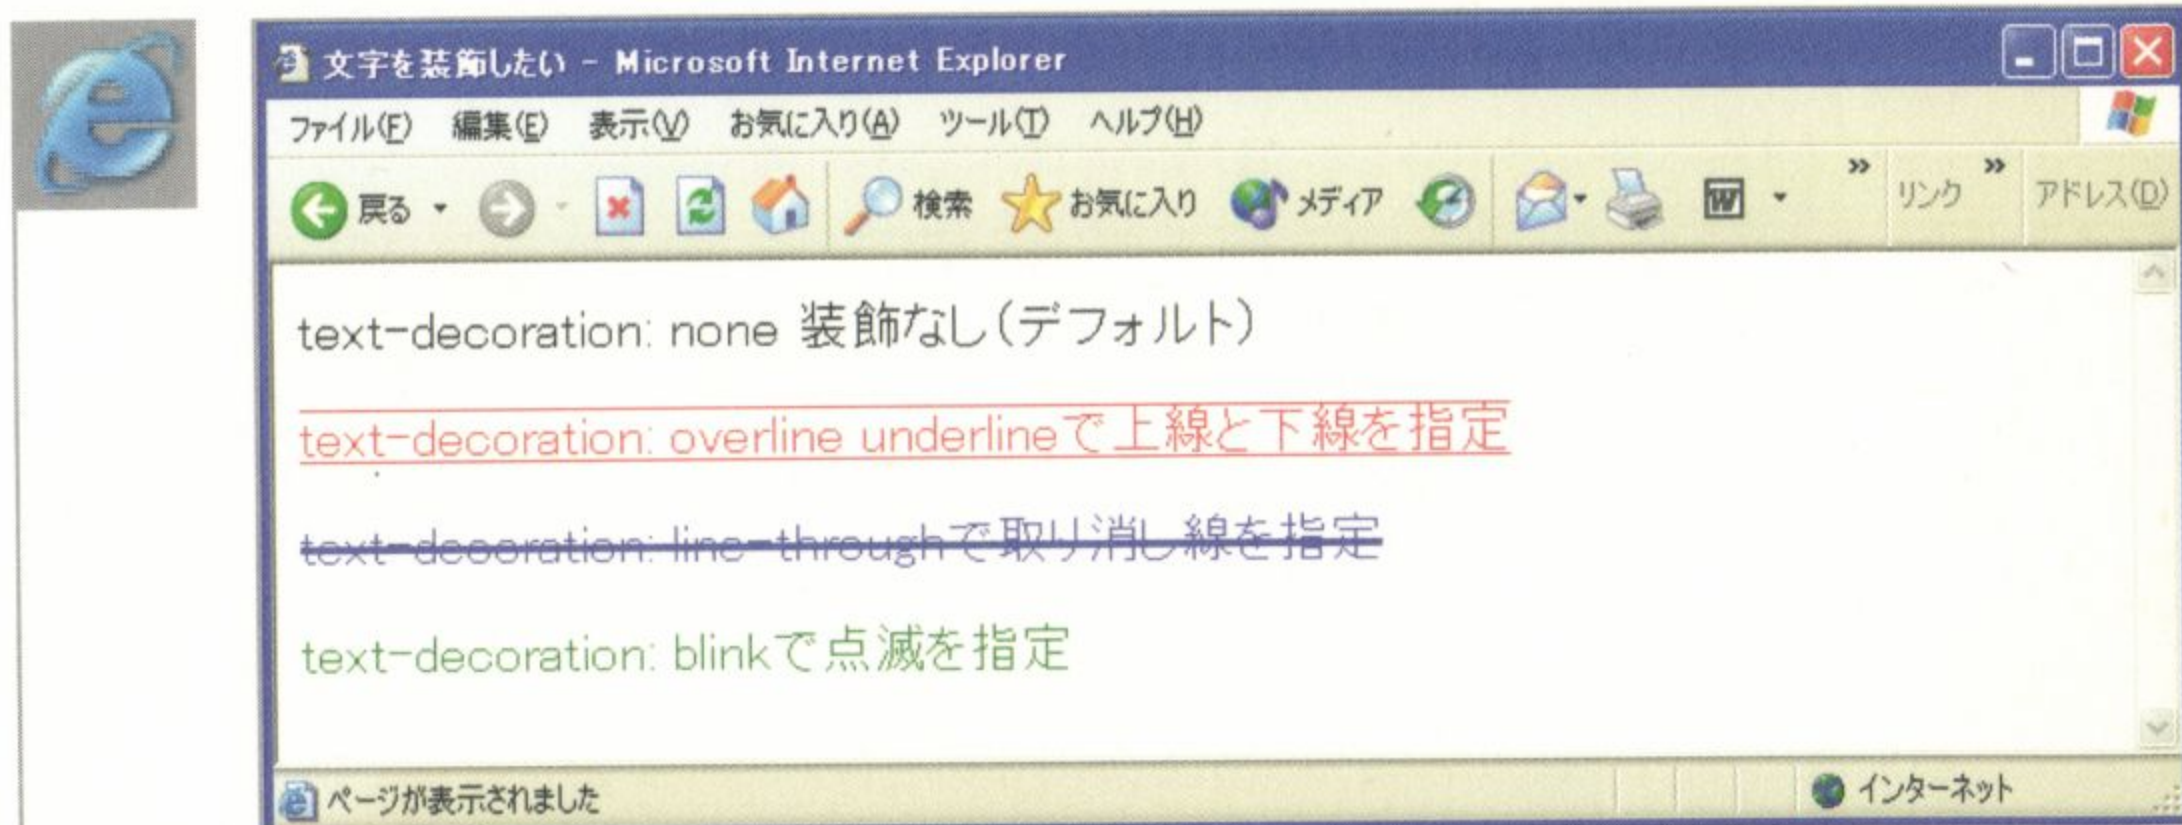 文字を装飾したい - Microsoft Internet Explorer
ファイル(F) 編集(E) 表示(V) お気に入り(A) ツール(T) ヘルプ(H)
戻る 検索 お気に入り メディア W » リンク » アドレス(D)
text-decoration: none 装飾なし(デフォルト)
text-decoration: overline underlineで上線と下線を指定
text-decoration: line-throughで取り消し線を指定
text-decoration: blinkで点滅を指定
ページが表示されました インターネット